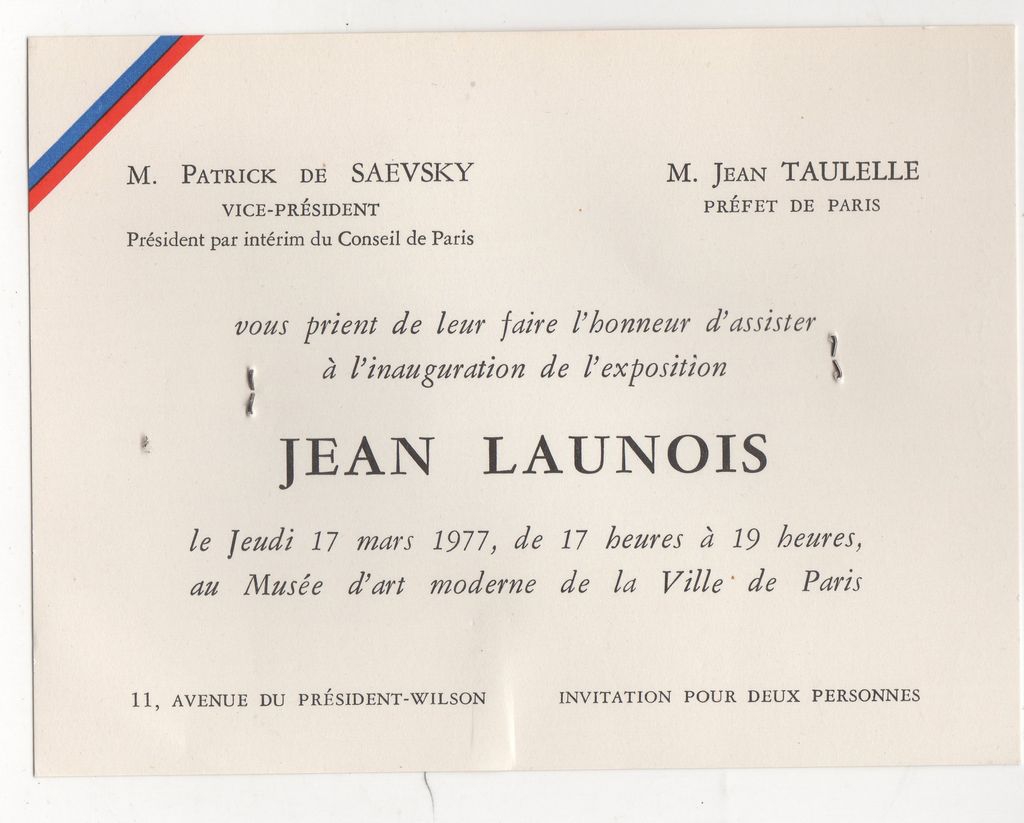 M. PATRICK DE SAËVSKY
VICE-PRÉSIDENT
Président par intérim du Conseil de Paris
M. JEAN TAULELLE
PRÉFET DE PARIS
vous prient de leur faire l'honneur d'assister
à l'inauguration de l'exposition
JEAN LAUNOIS
le Jeudi 17 mars 1977, de 17 heures à 19 heures,
au Musée d'art moderne de la Ville de Paris
11, AVENUE DU PRÉSIDENT-WILSON
INVITATION POUR DEUX PERSONNES